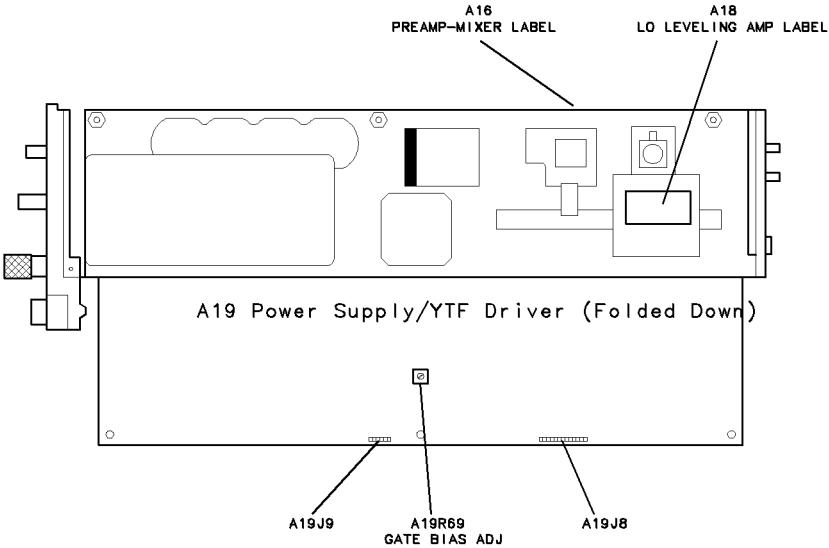 A16
PREAMP-MIXER LABEL
A18
LO LEVELING AMP LABEL
A19 Power Supply/YTF Driver (Folded Down)
A19J9
A19R69
GATE BIAS ADJ
A19J8